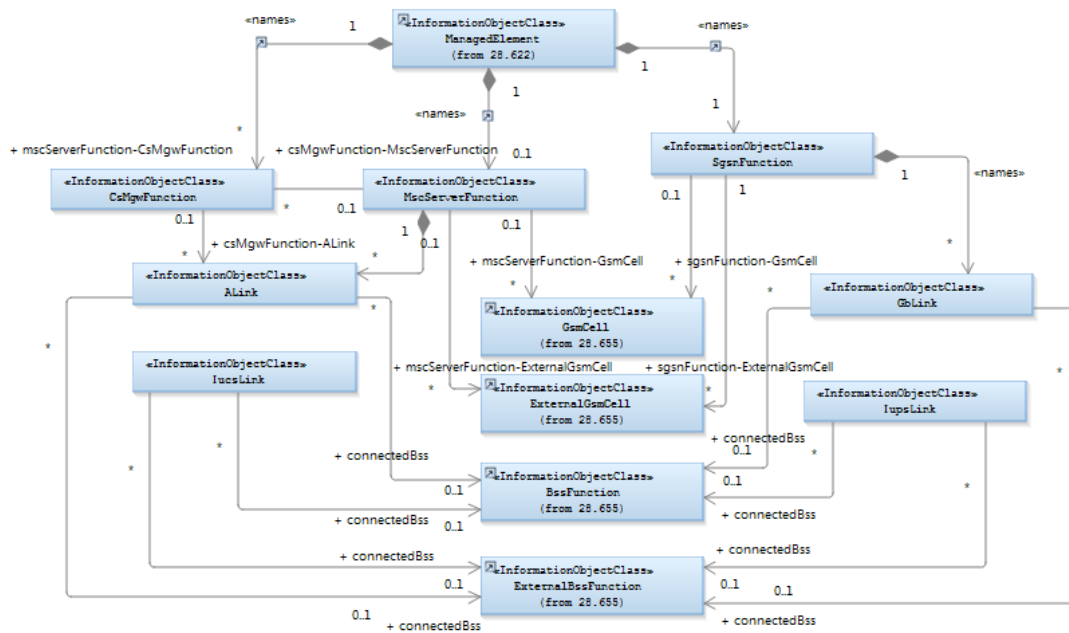 «names»
1
«InformationObjectClass»
ManagedElement
(from 28.622)
«names»
1
1
«names»
*
1
+ mscServerFunction-CsMgwFunction
+ csMgwFunction-MscServerFunction
0..1
«InformationObjectClass»
SgsnFunction
«InformationObjectClass»
CsMgwFunction
«InformationObjectClass»
MscServerFunction
0..1
1
1
«names»
0..1
*
0..1
1
0..1
0..1
*
+ csMgwFunction-ALink
*
*
«InformationObjectClass»
ALink
+ mscServerFunction-GsmCell
*
+ sgsnFunction-GsmCell
*
«InformationObjectClass»
GbLink
*
*
«InformationObjectClass»
GsmCell
(from 28.655)
*
*
«InformationObjectClass»
IucsLink
+ mscServerFunction-ExternalGsmCell
*
+ sgsnFunction-ExternalGsmCell
*
*
«InformationObjectClass»
ExternalGsmCell
(from 28.655)
«InformationObjectClass»
IupsLink
*
*
+ connectedBss
+ connectedBss
0..1
*
«InformationObjectClass»
BssFunction
(from 28.655)
0..1
0..1
*
+ connectedBss
0..1
+ connectedBss
+ connectedBss
+ connectedBss
«InformationObjectClass»
ExternalBssFunction
(from 28.655)
0..1
0..1
0..1
0..1
+ connectedBss
+ connectedBss